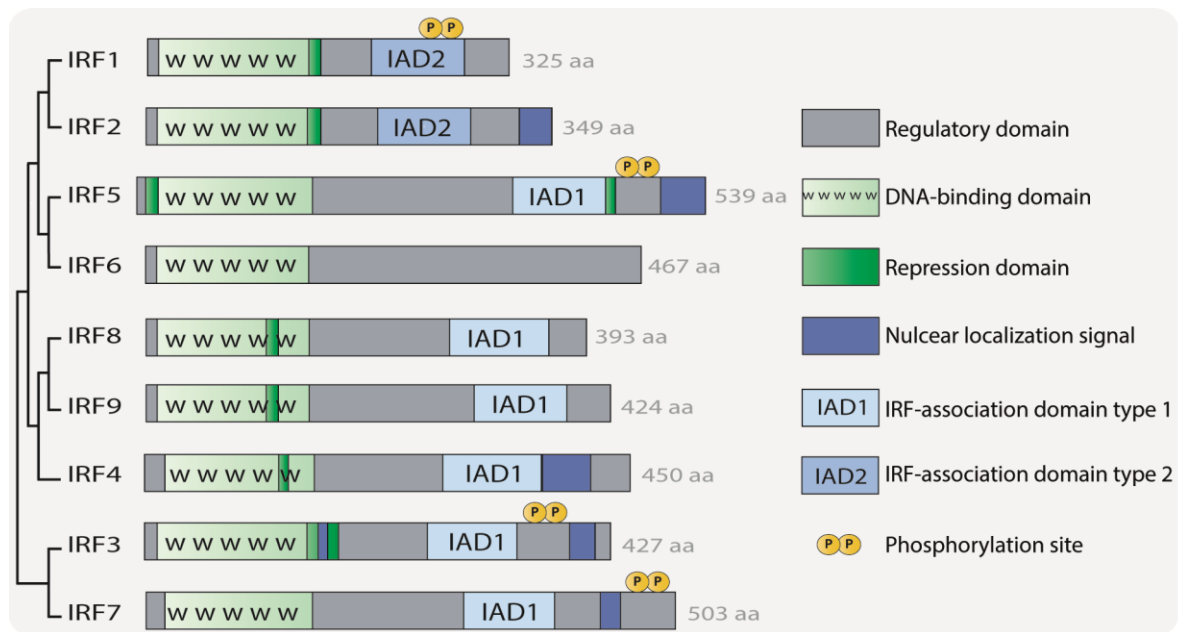 P P
IRF1 w w w w w IAD2 325 aa
IRF2 w w w w w IAD2 349 aa
Regulatory domain
P P
IRF5 w w w w w IAD1 539 aa
w w w w w DNA-binding domain
IRF6 w w w w w 467 aa
Repression domain
IRF8 w w w w w IAD1 393 aa
Nulcear localization signal
IRF9 w w w w w IAD1 424 aa
IAD1 IRF-association domain type 1
IRF4 w w w w w IAD1 450 aa
IAD2 IRF-association domain type 2
P P
IRF3 w w w w w IAD1 427 aa
P P Phosphorylation site
P P
IRF7 w w w w w IAD1 503 aa